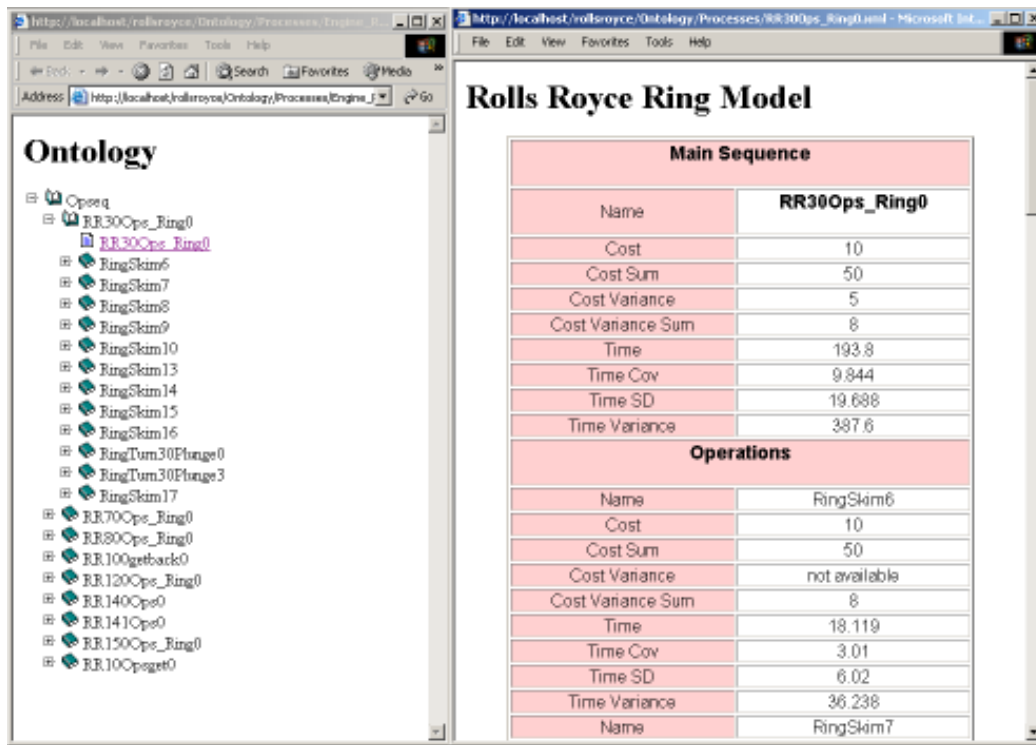 http://localhost/rollsroyce/Ontology/Processes/Engine_R...
File Edit View Favorites Tools Help
Back Search Favorites Media »
Address http://localhost/rollsroyce/Ontology/Processes/Engine_ Go
Ontology
Opseq
RR30Ops_Ring0
RR30Ops_Ring0
RingSkim6
RingSkim7
RingSkim8
RingSkim9
RingSkim10
RingSkim13
RingSkim14
RingSkim15
RingSkim16
RingTurn30Plunge0
RingTurn30Plunge3
RingSkim17
RR70Ops_Ring0
RR80Ops_Ring0
RR100getback0
RR120Ops_Ring0
RR140Ops0
RR141Ops0
RR150Ops_Ring0
RR10Opsget0
http://localhost/rollsroyce/Ontology/Processes/RR30Ops_Ring0.xml - Microsoft Int...
File Edit View Favorites Tools Help
Rolls Royce Ring Model
Main Sequence
Name RR30Ops_Ring0
Cost 10
Cost Sum 50
Cost Variance 5
Cost Variance Sum 8
Time 193.8
Time Cov 9.844
Time SD 19.688
Time Variance 387.6
Operations
Name RingSkim6
Cost 10
Cost Sum 50
Cost Variance not available
Cost Variance Sum 8
Time 18.119
Time Cov 3.01
Time SD 6.02
Time Variance 36.238
Name RingSkim7